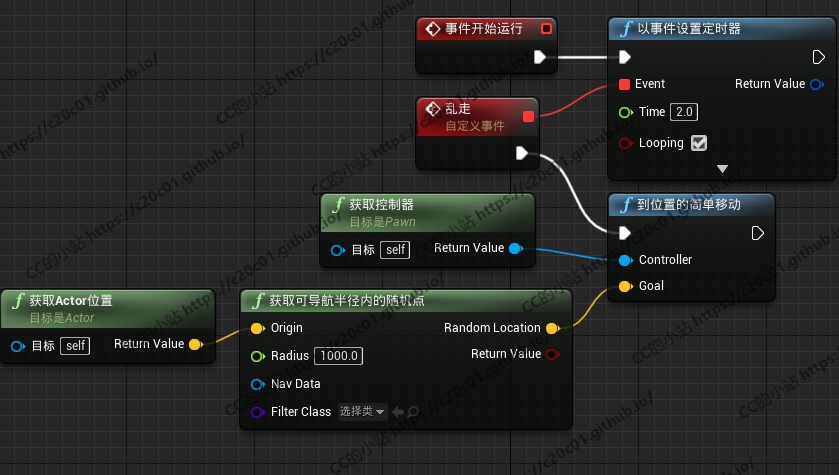 事件开始运行
以事件设置定时器
Event
Return Value
Time 2.0
Looping
乱走
自定义事件
获取控制器
目标是Pawn
目标 self
Return Value
到位置的简单移动
Controller
Goal
获取Actor位置
目标是Actor
目标 self
Return Value
获取可导航半径内的随机点
Origin
Random Location
Radius 1000.0
Return Value
Nav Data
Filter Class 选择类
CC的小站 https://c20c01.github.io/